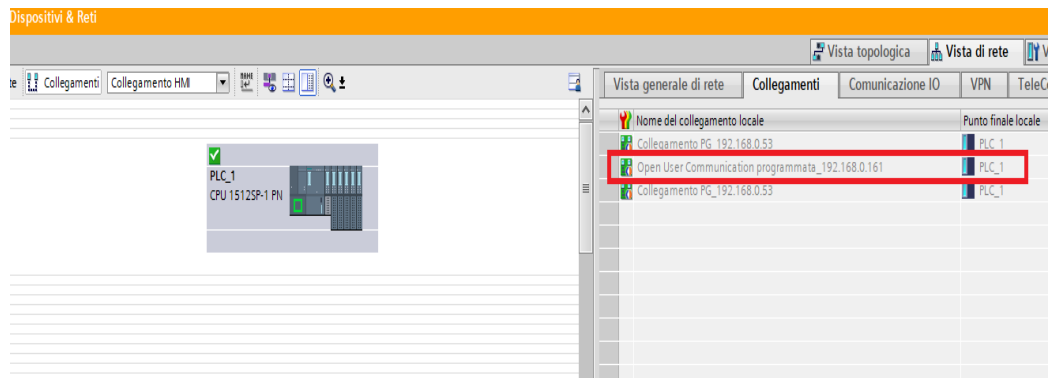 Dispositivi & Reti
Vista topologica Vista di rete V
te Collegamenti Collegamento HMI
Vista generale di rete Collegamenti Comunicazione IO VPN TeleCo
Nome del collegamento locale Punto finale locale
Collegamento PG_192.168.0.53 PLC_1
Open User Communication programmata_192.168.0.161 PLC_1
Collegamento PG_192.168.0.53 PLC_1
PLC_1
CPU 1512SP-1 PN